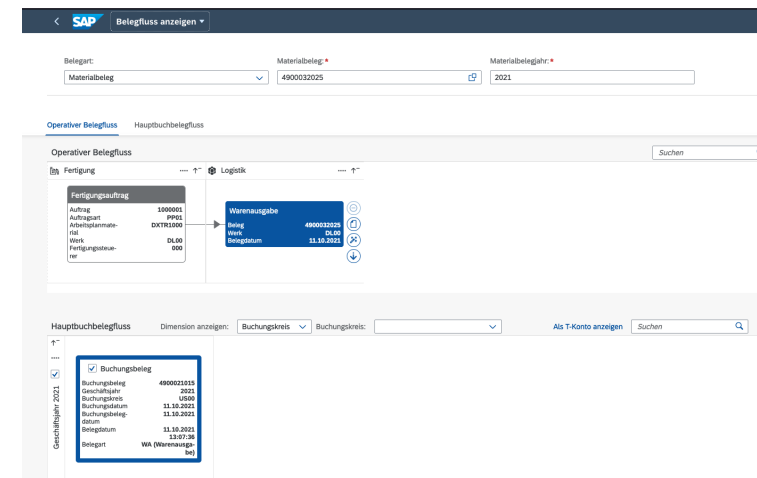 SAP Belegfluss anzeigen
Belegart: Materialbeleg:* Materialbelegjahr:*
Materialbeleg 4900032025 2021
Operativer Belegfluss Hauptbuchbelegfluss
Operativer Belegfluss Suchen
Fertigung Logistik
Fertigungsauftrag
Auftrag 1000001
Auftragsart PP01
Arbeitsplanmate- DXTR1000
rial
Werk DL00
Fertigungssteue- 000
rer
Warenausgabe
Beleg 4900032025
Werk DL00
Belegdatum 11.10.2021
Hauptbuchbelegfluss Dimension anzeigen: Buchungskreis Buchungskreis: Als T-Konto anzeigen Suchen
Geschäftsjahr 2021
Buchungsbeleg
Buchungsbeleg 4900021015
Geschäftsjahr 2021
Buchungskreis US00
Buchungsdatum 11.10.2021
Buchungsbeleg- 11.10.2021
datum
Belegdatum 11.10.2021
13:07:36
Belegart WA (Warenausga-
be)